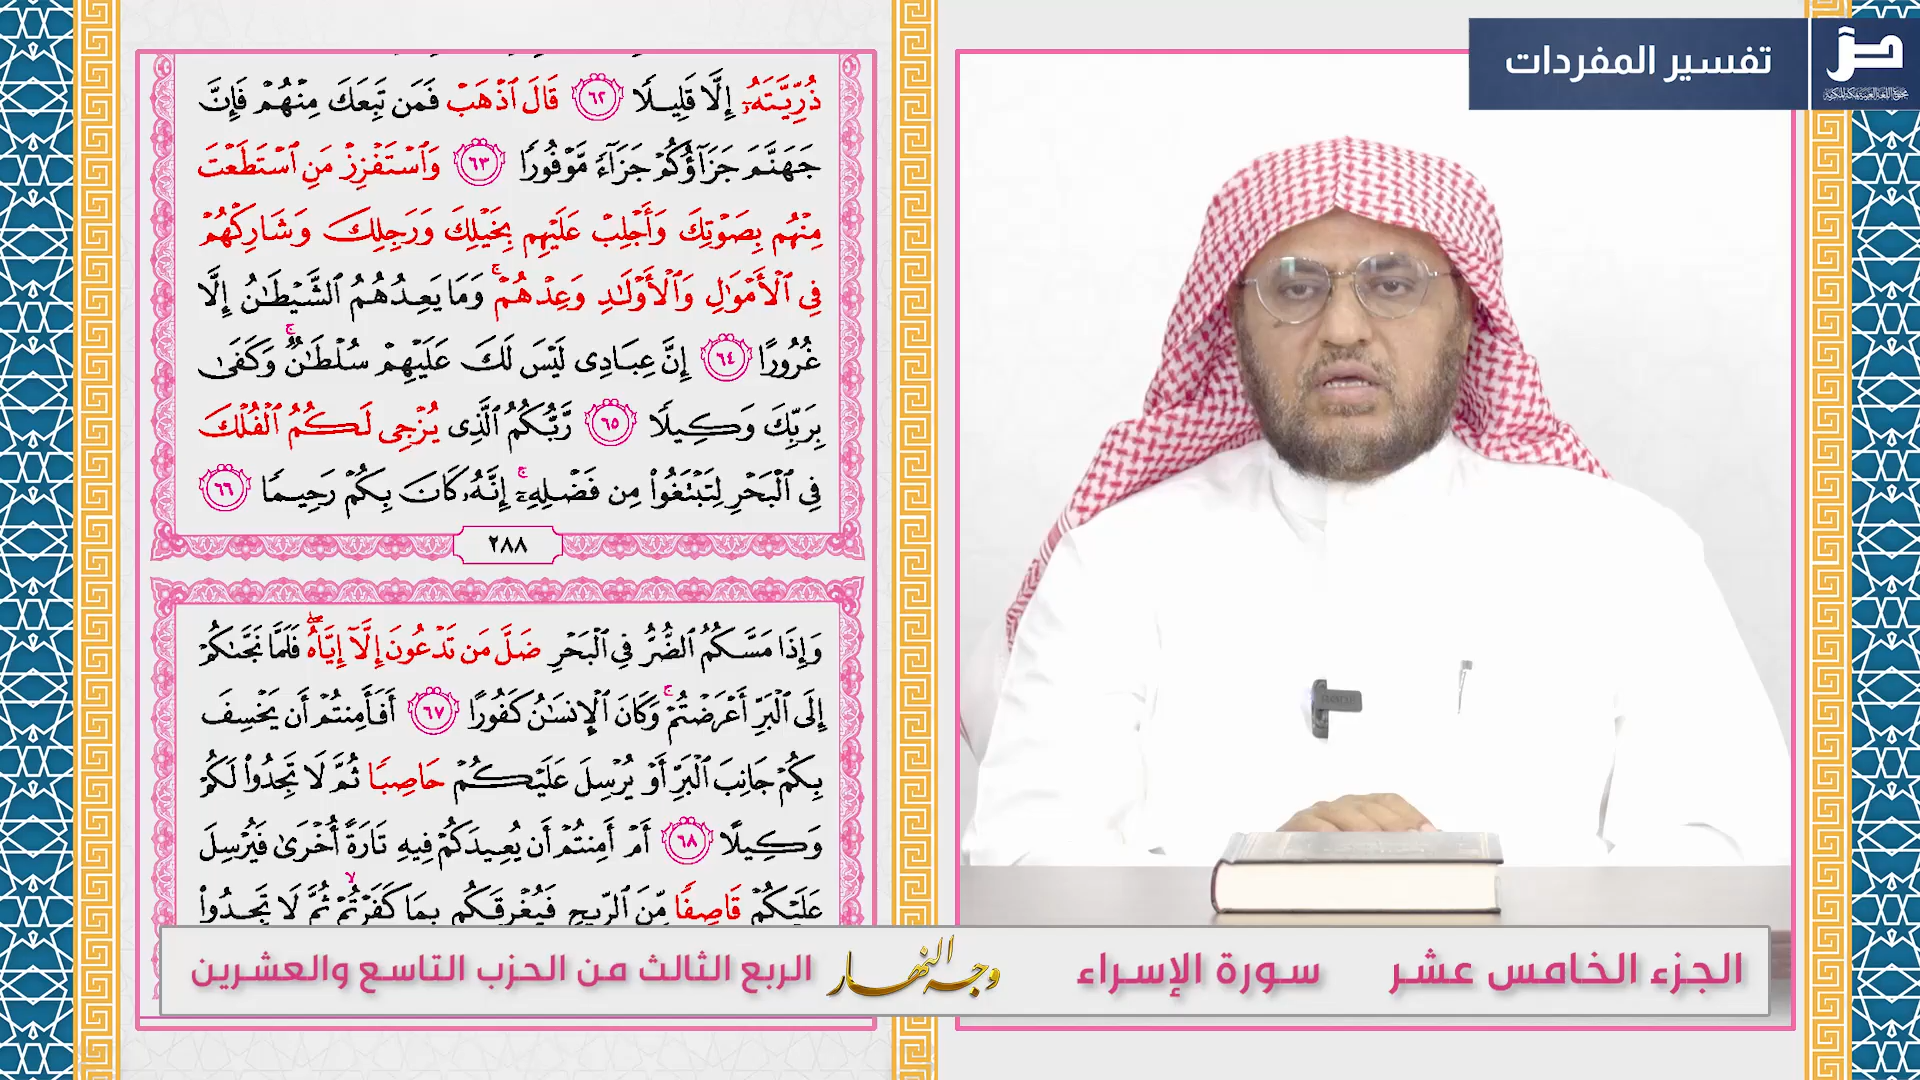 تفسير المفردات
ذُرِّيَّتَهُۥٓ إِلَّا قَلِيلًا ٦٢ قَالَ ٱذْهَبْ فَمَن تَبِعَكَ مِنْهُمْ فَإِنَّ
جَهَنَّمَ جَزَآؤُكُمْ جَزَآءً مَّوْفُورًا ٦٣ وَٱسْتَفْزِزْ مَنِ ٱسْتَطَعْتَ
مِنْهُم بِصَوْتِكَ وَأَجْلِبْ عَلَيْهِم بِخَيْلِكَ وَرَجِلِكَ وَشَارِكْهُمْ
فِى ٱلْأَمْوَٰلِ وَٱلْأَوْلَٰدِ وَعِدْهُمْ ۚ وَمَا يَعِدُهُمُ ٱلشَّيْطَٰنُ إِلَّا
غُرُورًا ٦٤ إِنَّ عِبَادِى لَيْسَ لَكَ عَلَيْهِمْ سُلْطَٰنٌ ۚ وَكَفَىٰ
بِرَبِّكَ وَكِيلًا ٦٥ رَّبُّكُمُ ٱلَّذِى يُزْجِى لَكُمُ ٱلْفُلْكَ
فِى ٱلْبَحْرِ لِتَبْتَغُوا۟ مِن فَضْلِهِۦٓ ۚ إِنَّهُۥ كَانَ بِكُمْ رَحِيمًا ٦٦
٢٨٨
وَإِذَا مَسَّكُمُ ٱلضُّرُّ فِى ٱلْبَحْرِ ضَلَّ مَن تَدْعُونَ إِلَّآ إِيَّاهُ ۖ فَلَمَّا نَجَّىٰكُمْ
إِلَى ٱلْبَرِّ أَعْرَضْتُمْ ۚ وَكَانَ ٱلْإِنسَٰنُ كَفُورًا ٦٧ أَفَأَمِنتُمْ أَن يَخْسِفَ
بِكُمْ جَانِبَ ٱلْبَرِّ أَوْ يُرْسِلَ عَلَيْكُمْ حَاصِبًا ثُمَّ لَا تَجِدُوا۟ لَكُمْ
وَكِيلًا ٦٨ أَمْ أَمِنتُمْ أَن يُعِيدَكُمْ فِيهِ تَارَةً أُخْرَىٰ فَيُرْسِلَ
عَلَيْكُمْ قَاصِفًا مِّنَ ٱلرِّيحِ فَيُغْرِقَكُم بِمَا كَفَرْتُمْ ۙ ثُمَّ لَا تَجِدُوا۟
الجزء الخامس عشر سورة الإسراء وجه النهار الربع الثالث من الحزب التاسع والعشرين